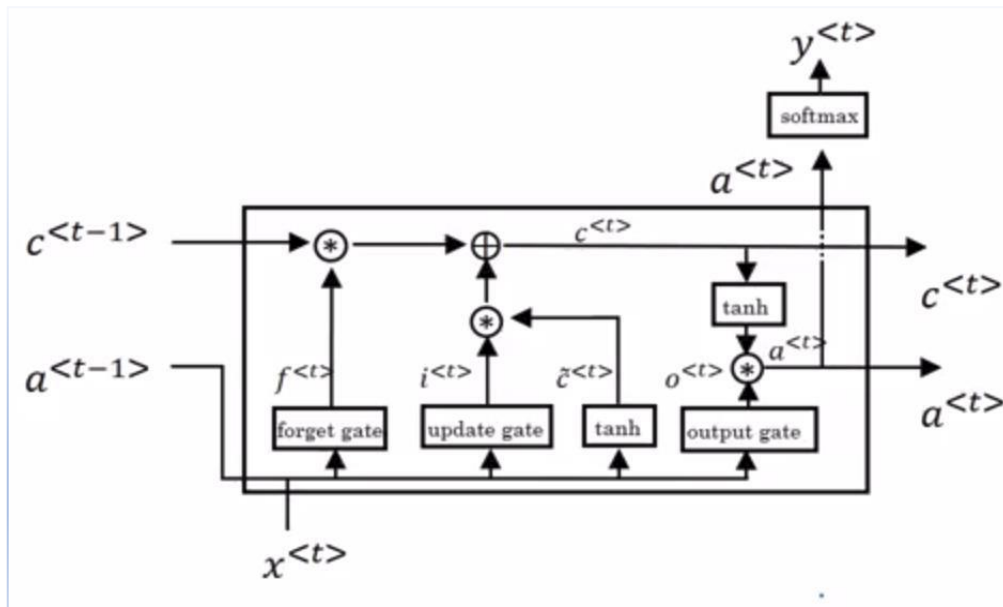 y<t>
softmax
a<t>
c<t-1>
*
⊕
c<t>
c<t>
tanh
*
a<t>
*
a<t-1>
f<t>
i<t>
c̃<t>
o<t>
a<t>
forget gate
update gate
tanh
output gate
x<t>